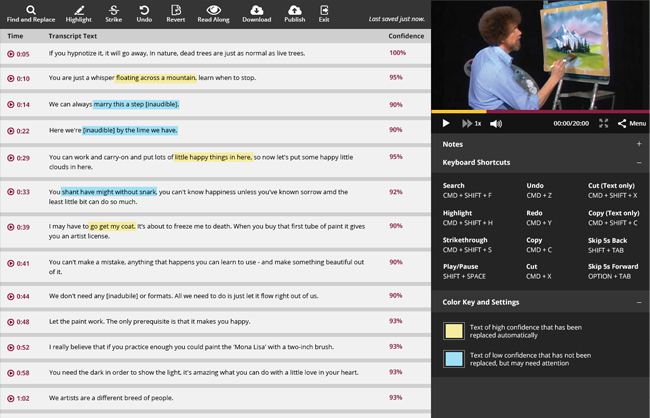 Find and Replace Highlight Strike Undo Revert Read Along Download Publish Exit Last saved just now.
Time Transcript Text Confidence
0:05 If you hypnotize it, it will go away. In nature, dead trees are just as normal as live trees. 100%
0:10 You are just a whisper floating across a mountain, learn when to stop. 95%
0:14 We can always marry this a step [inaudible]. 90%
0:22 Here we're [inaudible] by the lime we have. 90%
0:29 You can work and carry-on and put lots of little happy things in here, so now let's put some happy little 95%
clouds in here.
0:33 You shant have might without snark, you can't know happiness unless you've known sorrow amd the 92%
least little bit can do so much.
0:39 I may have to go get my coat. It's about to freeze me to death. When you buy that first tube of paint it gives 90%
you an artist license.
0:41 You can't make a mistake, anything that happens you can learn to use - and make something beautiful out 90%
of it.
0:44 We don't need any [inadubile] or formats. All we need to do is just let it flow right out of us. 90%
0:48 Let the paint work. The only prerequisite is that it makes you happy. 93%
0:52 I really believe that if you practice enough you could paint the 'Mona Lisa' with a two-inch brush. 93%
0:58 You need the dark in order to show the light, it's amazing what you can do with a little love in your heart. 93%
1:02 We artists are a different breed of people. 93%
1x 00:00/20:00 Menu
Notes +
Keyboard Shortcuts –
Search Undo Cut (Text only)
CMD + SHIFT + F CMD + Z CMD + SHIFT + X
Highlight Redo Copy (Text only)
CMD + SHIFT + H CMD + Y CMD + SHIFT + C
Strikethrough Copy Skip 5s Back
CMD + SHIFT + S CMD + C SHIFT + TAB
Play/Pause Cut Skip 5s Forward
SHIFT + SPACE CMD + X OPTION + TAB
Color Key and Settings –
Text of high confidence that has been
replaced automatically
Text of low confidence that has not been
replaced, but may need attention